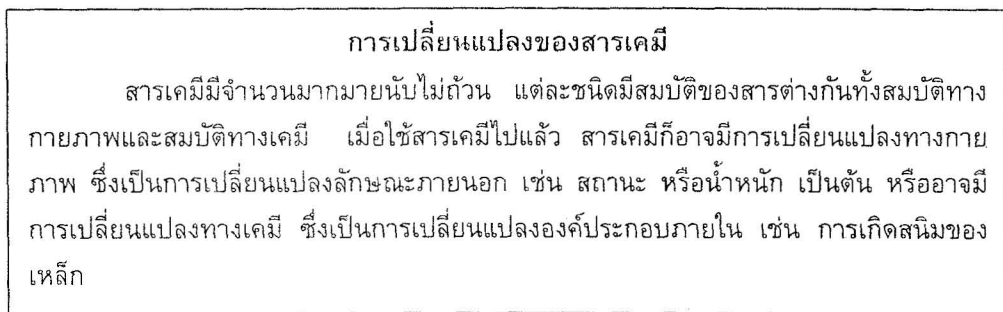 การเปลี่ยนแปลงของสารเคมี
สารเคมีมีจำนวนมากมายนับไม่ถ้วน แต่ละชนิดมีสมบัติของสารต่างกันทั้งสมบัติทาง
กายภาพและสมบัติทางเคมี เมื่อใช้สารเคมีไปแล้ว สารเคมีก็อาจมีการเปลี่ยนแปลงทางกาย
ภาพ ซึ่งเป็นการเปลี่ยนแปลงลักษณะภายนอก เช่น สถานะ หรือน้ำหนัก เป็นต้น หรืออาจมี
การเปลี่ยนแปลงทางเคมี ซึ่งเป็นการเปลี่ยนแปลงองค์ประกอบภายใน เช่น การเกิดสนิมของ
เหล็ก